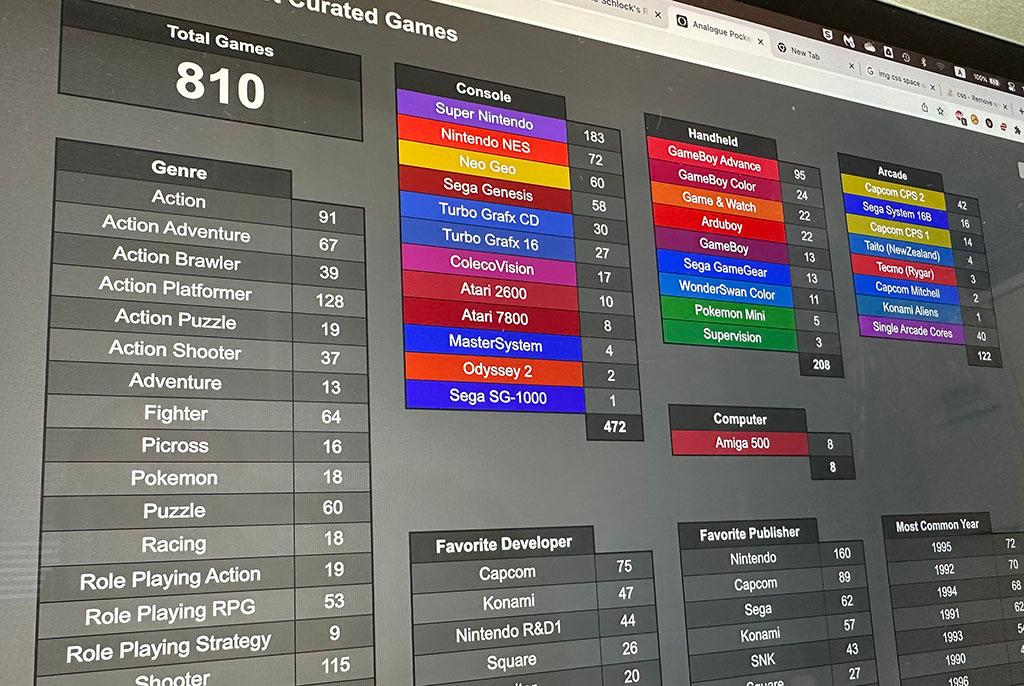 Schlock's
Analogue Pocke
New Tab
img css space
css - Remove
100%
Curated Games
Total Games
810
Genre
Action 91
Action Adventure 67
Action Brawler 39
Action Platformer 128
Action Puzzle 19
Action Shooter 37
Adventure 13
Fighter 64
Picross 16
Pokemon 18
Puzzle 60
Racing 18
Role Playing Action 19
Role Playing RPG 53
Role Playing Strategy 9
Shooter 115
Console
Super Nintendo 183
Nintendo NES 72
Neo Geo 60
Sega Genesis 58
Turbo Grafx CD 30
Turbo Grafx 16 27
ColecoVision 17
Atari 2600 10
Atari 7800 8
MasterSystem 4
Odyssey 2 2
Sega SG-1000 1
472
Handheld
GameBoy Advance 95
GameBoy Color 24
Game & Watch 22
Arduboy 22
GameBoy 13
Sega GameGear 13
WonderSwan Color 11
Pokemon Mini 5
Supervision 3
208
Arcade
Capcom CPS 2 42
Sega System 16B 16
Capcom CPS 1 14
Taito (NewZealand) 4
Tecmo (Rygar) 3
Capcom Mitchell 2
Konami Aliens 1
Single Arcade Cores 40
122
Computer
Amiga 500 8
8
Favorite Developer
Capcom 75
Konami 47
Nintendo R&D1 44
Square 26
20
Favorite Publisher
Nintendo 160
Capcom 89
Sega 62
Konami 57
SNK 43
Square 27
Most Common Year
1995 72
1992 70
1994 68
1991 62
1993
1990
1996